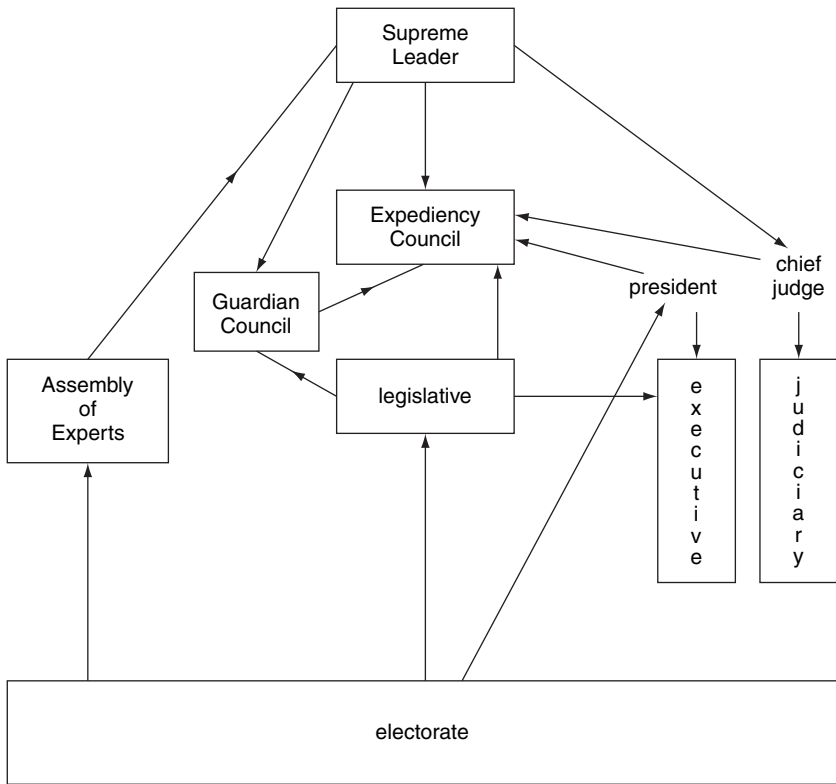 Supreme
Leader
Expediency
Council
chief
judge
president
Guardian
Council
Assembly
of
Experts
legislative
e
x
e
c
u
t
i
v
e
j
u
d
i
c
i
a
r
y
electorate